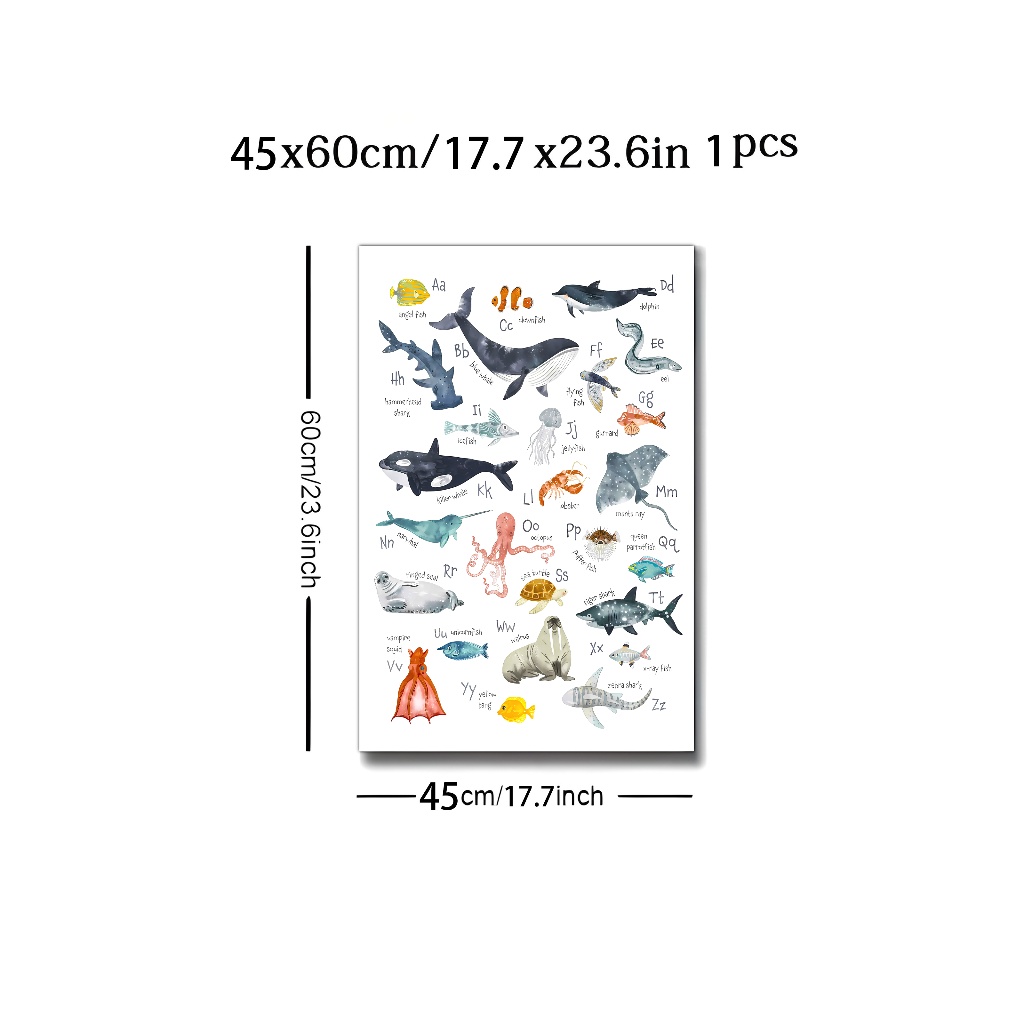 45x60cm/17.7 x23.6in 1pcs
60cm/23.6inch
Aa
angel fish
Cc clownfish
Dd
dolphin
Bb
blue whale
Ee
eel
Ff
flying
fish
Hh
hammerhead
shark
Gg
gurnard
Ii
icefish
Jj
jellyfish
Kk
killer whale
Ll
lobster
Mm
manta ray
Nn
narwhal
Oo
octopus
Pp
puffer fish
Qq
queen
parrotfish
Rr
ringed seal
Ss
sea turtle
Tt
tiger shark
Uu unicornfish
vampire
squid
Vv
Ww
walrus
Xx
x-ray fish
Yy yellow
tang
zebra shark
Zz
45cm/17.7inch